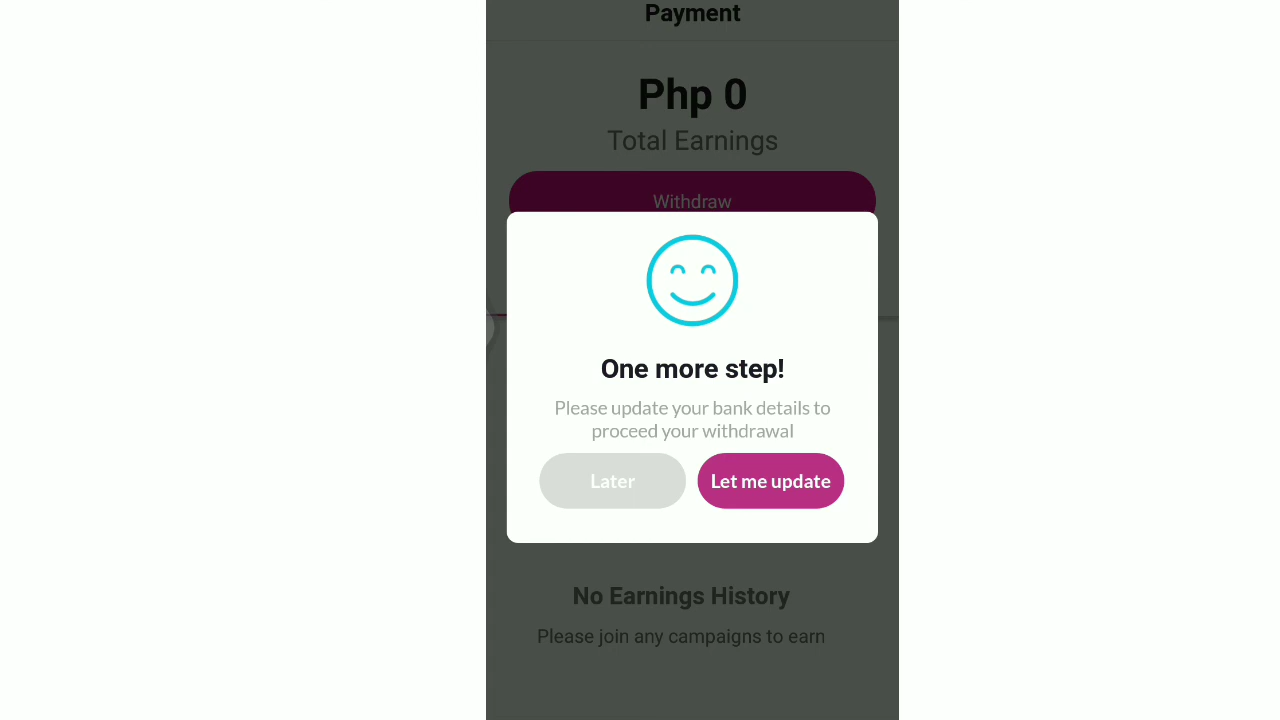 Payment
Php 0
Total Earnings
Withdraw
One more step!
Please update your bank details to
proceed your withdrawal
Later
Let me update
No Earnings History
Please join any campaigns to earn